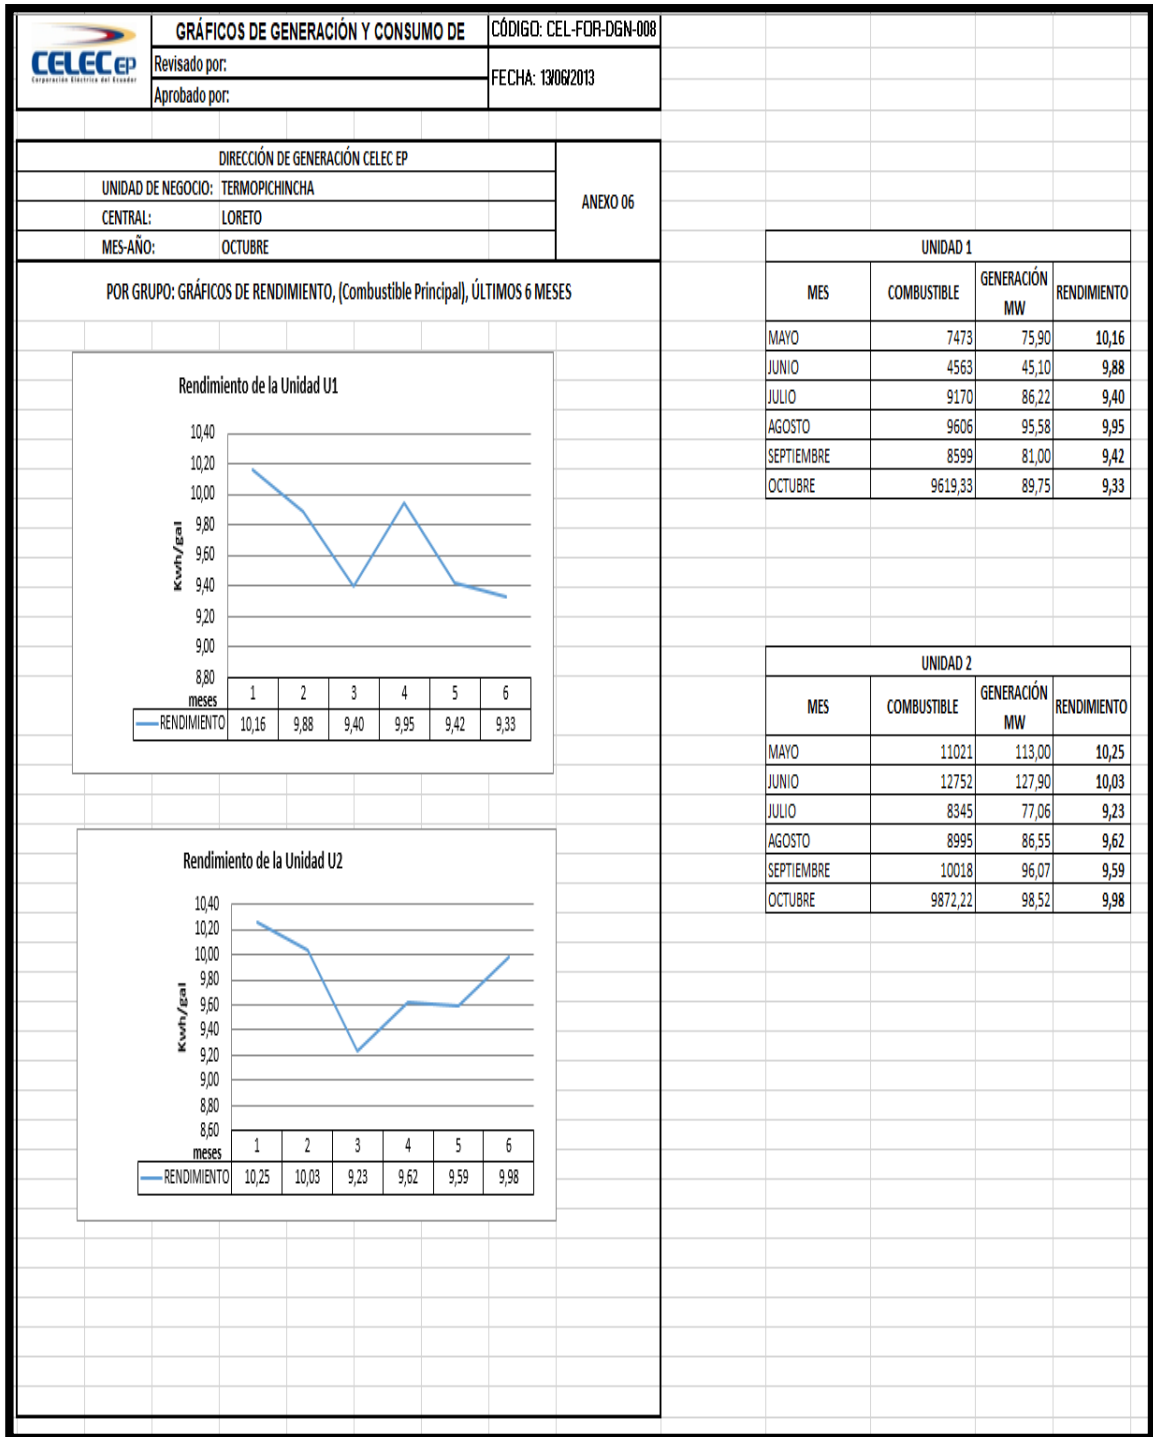 CELEC EP
Corporación Eléctrica del Ecuador
GRÁFICOS DE GENERACIÓN Y CONSUMO DE
CÓDIGO: CEL-FOR-DGN-008
Revisado por:
FECHA: 13/06/2013
Aprobado por:
DIRECCIÓN DE GENERACIÓN CELEC EP
UNIDAD DE NEGOCIO: TERMOPICHINCHA
CENTRAL: LORETO
MES-AÑO: OCTUBRE
ANEXO 06
POR GRUPO: GRÁFICOS DE RENDIMIENTO, (Combustible Principal), ÚLTIMOS 6 MESES
Rendimiento de la Unidad U1
10,40
10,20
10,00
9,80
9,60
9,40
9,20
9,00
8,80
Kwh/gal
meses 1 2 3 4 5 6
RENDIMIENTO 10,16 9,88 9,40 9,95 9,42 9,33
Rendimiento de la Unidad U2
10,40
10,20
10,00
9,80
9,60
9,40
9,20
9,00
8,80
8,60
Kwh/gal
meses 1 2 3 4 5 6
RENDIMIENTO 10,25 10,03 9,23 9,62 9,59 9,98
UNIDAD 1
MES COMBUSTIBLE GENERACIÓN MW RENDIMIENTO
MAYO 7473 75,90 10,16
JUNIO 4563 45,10 9,88
JULIO 9170 86,22 9,40
AGOSTO 9606 95,58 9,95
SEPTIEMBRE 8599 81,00 9,42
OCTUBRE 9619,33 89,75 9,33
UNIDAD 2
MES COMBUSTIBLE GENERACIÓN MW RENDIMIENTO
MAYO 11021 113,00 10,25
JUNIO 12752 127,90 10,03
JULIO 8345 77,06 9,23
AGOSTO 8995 86,55 9,62
SEPTIEMBRE 10018 96,07 9,59
OCTUBRE 9872,22 98,52 9,98